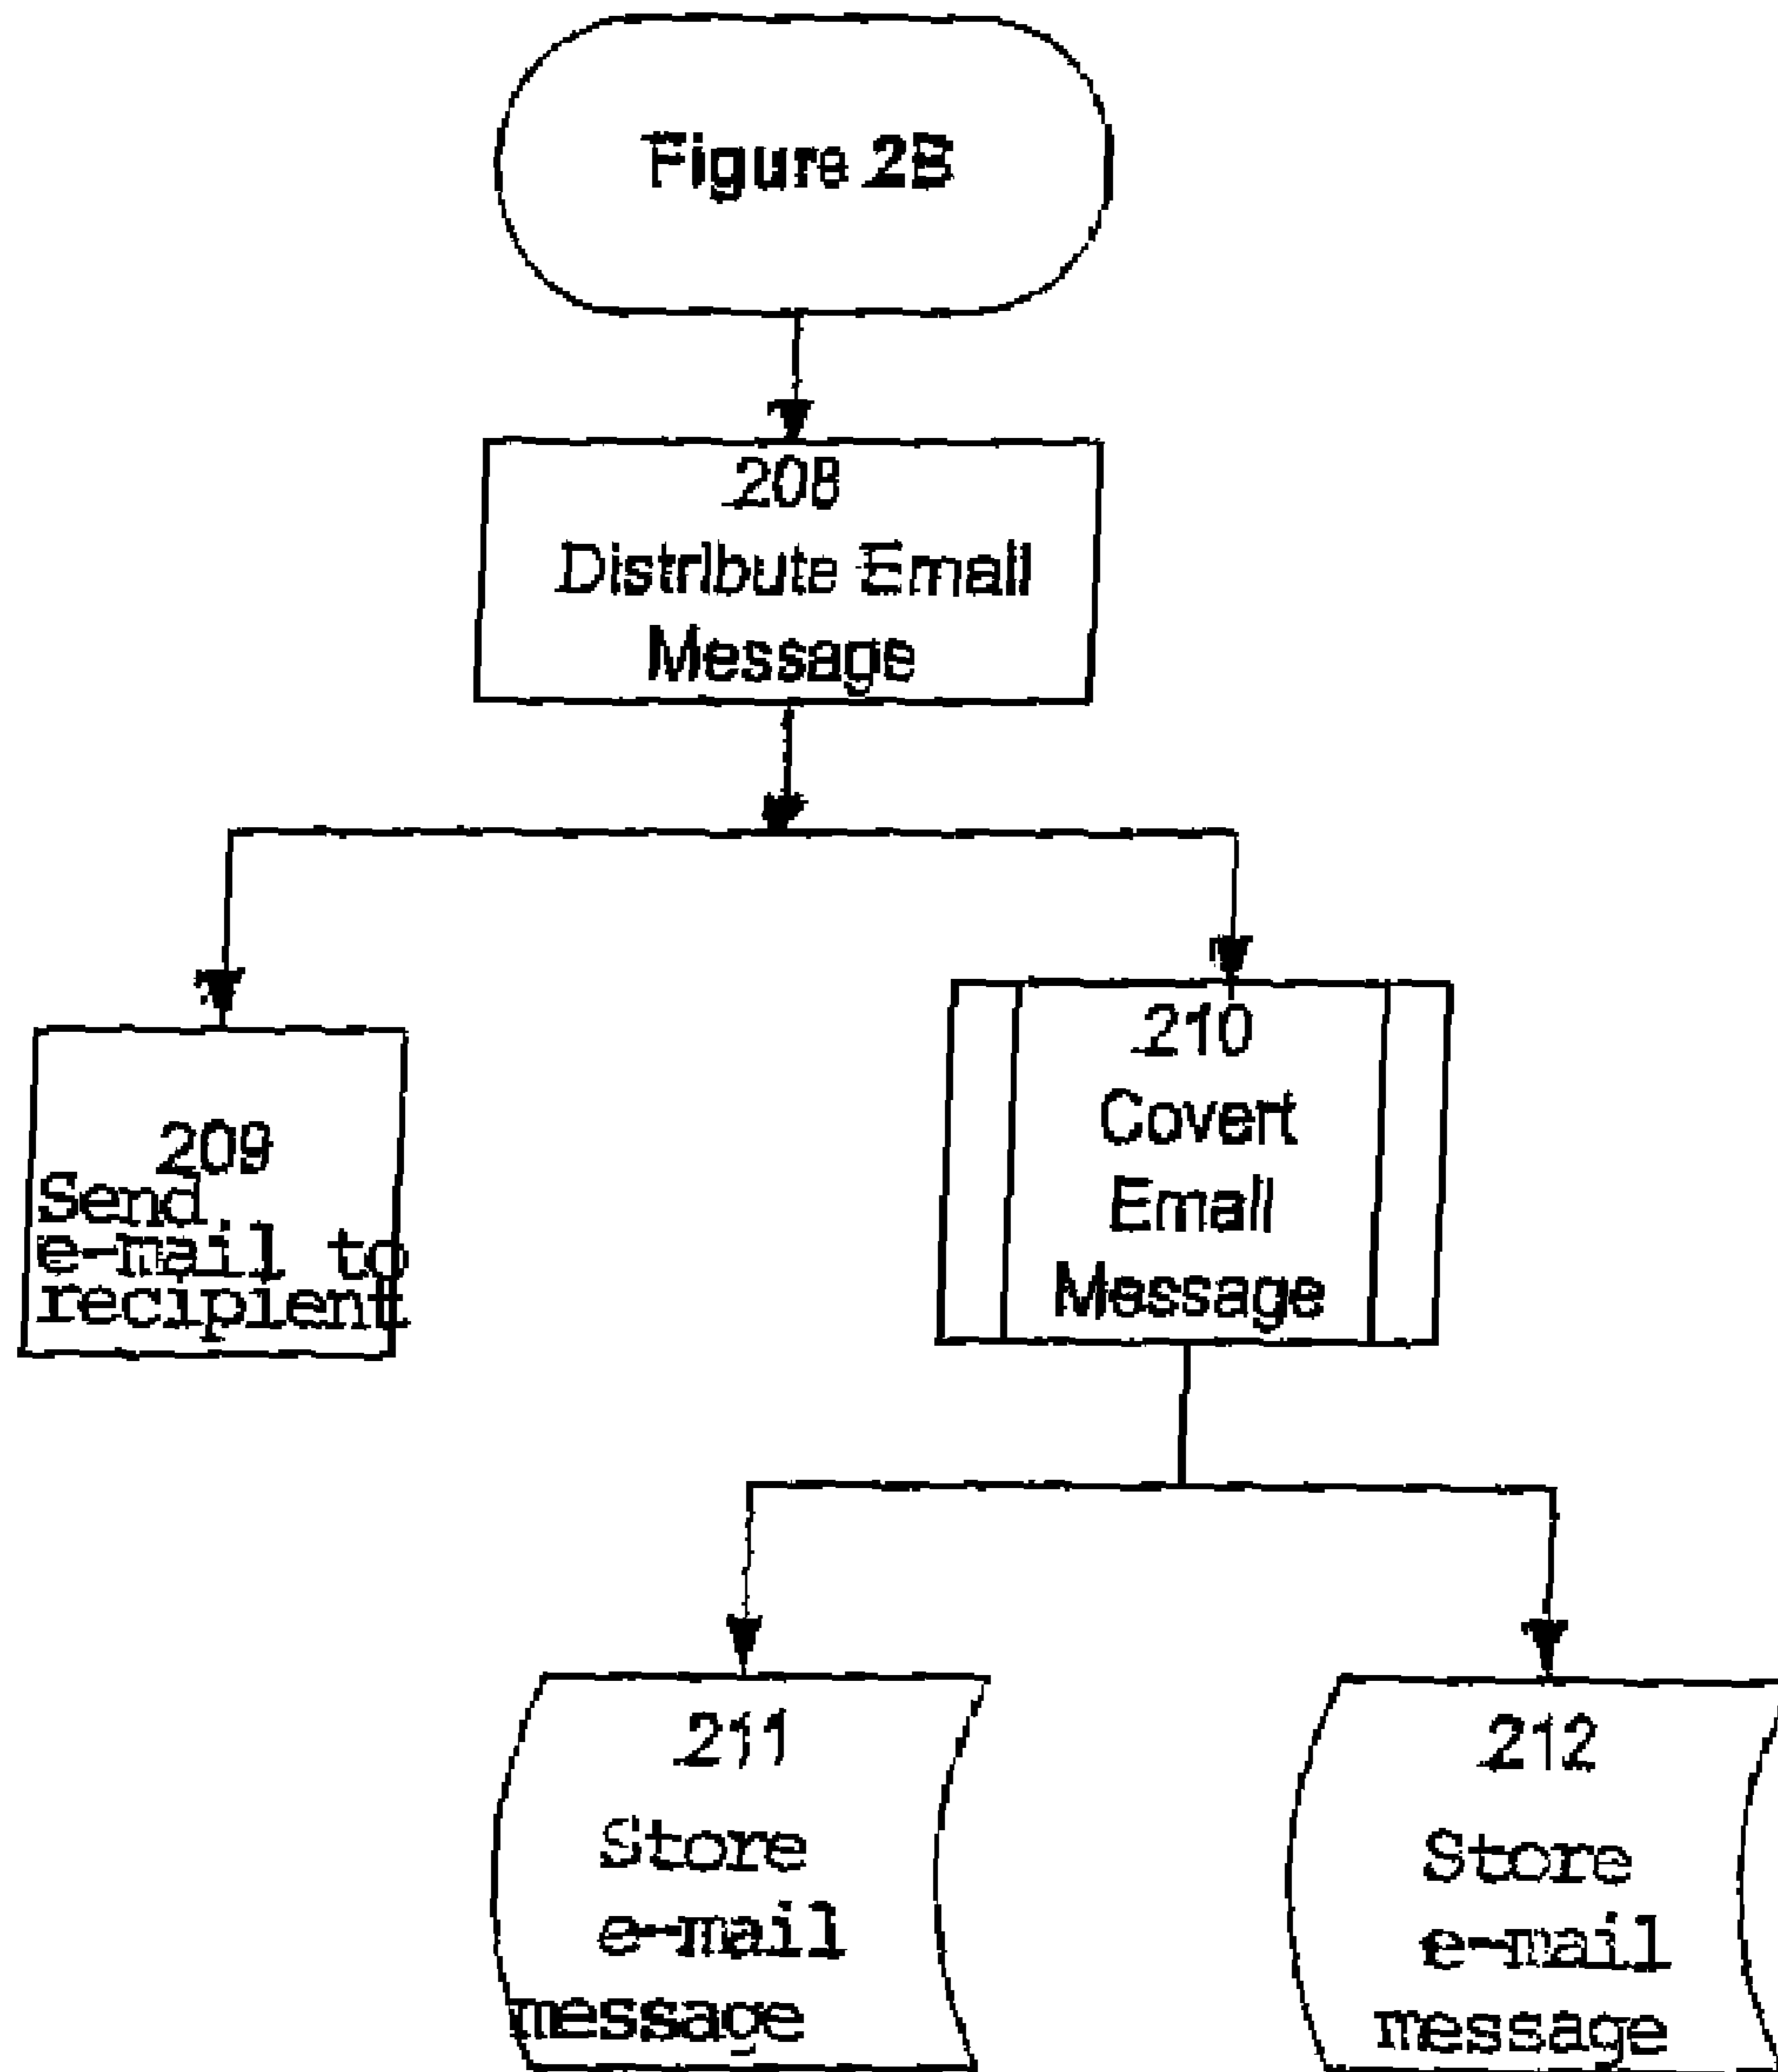 Figure 2B
208
Distribute Email
Message
209
Send
e-mail to
recipient
210
Covert
Email
Message
211
Store
e-mail
message
212
Store
e-mail
message